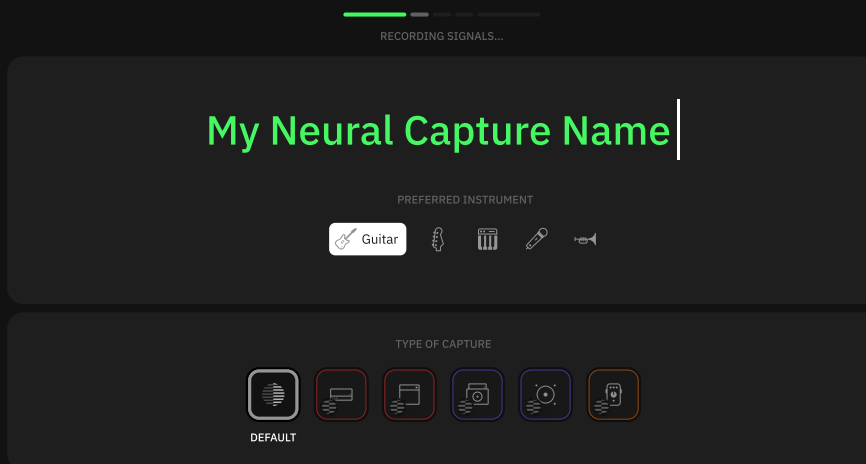 RECORDING SIGNALS...
My Neural Capture Name
PREFERRED INSTRUMENT
Guitar
TYPE OF CAPTURE
DEFAULT